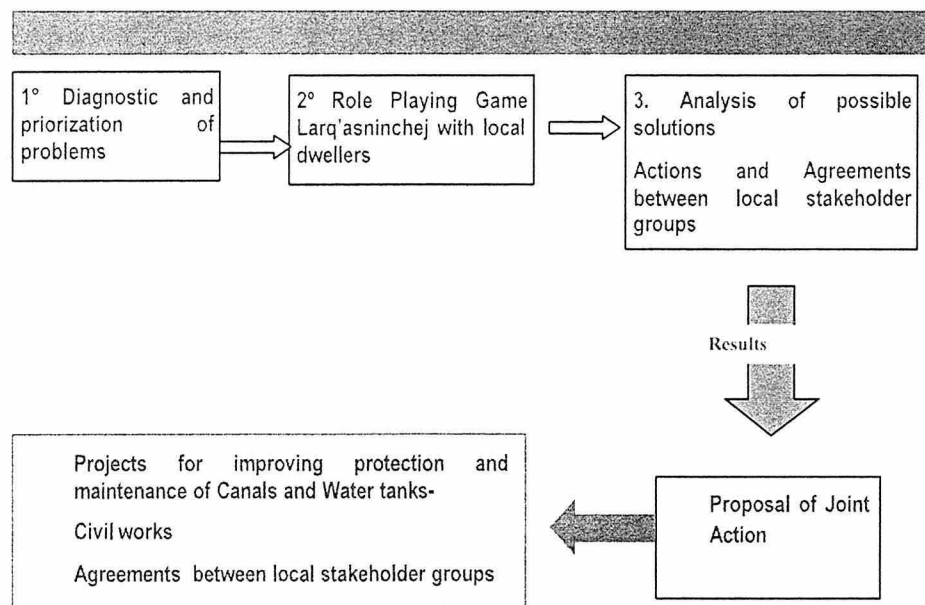 1° Diagnostic and
priorization of
problems
2º Role Playing Game
Larq'asninchej with local
dwellers
3. Analysis of possible
solutions
Actions and Agreements
between local stakeholder
groups
Results
Proposal of Joint
Action
Projects for improving protection and
maintenance of Canals and Water tanks-
Civil works
Agreements between local stakeholder groups